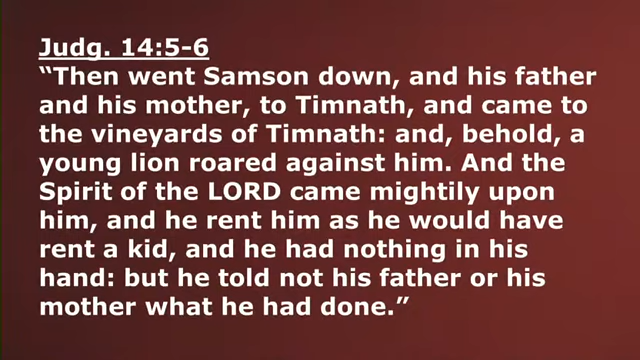 Judg. 14:5-6
“Then went Samson down, and his father
and his mother, to Timnath, and came to
the vineyards of Timnath: and, behold, a
young lion roared against him. And the
Spirit of the LORD came mightily upon
him, and he rent him as he would have
rent a kid, and he had nothing in his
hand: but he told not his father or his
mother what he had done.”